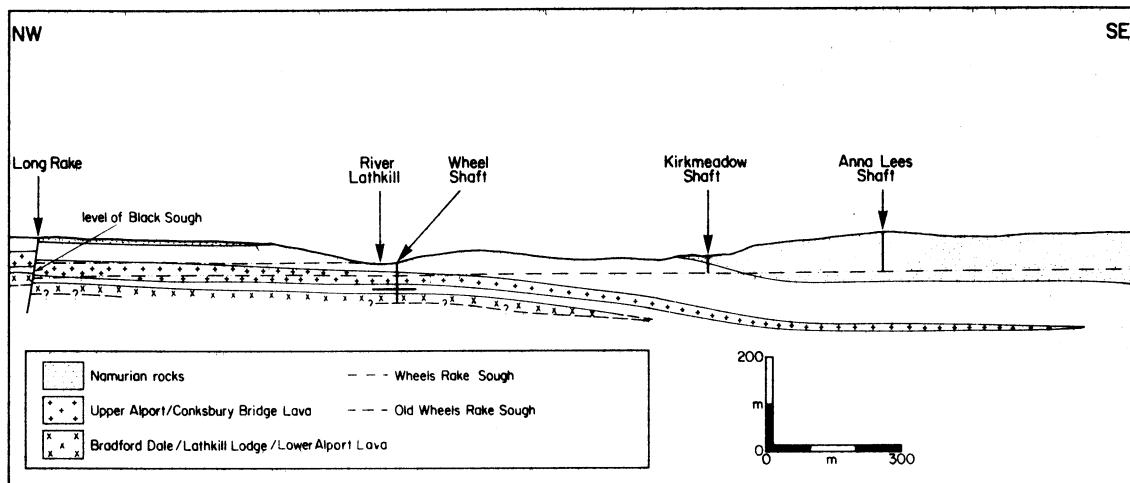 NW
SE
Long Rake
River
Lathkill
Wheel
Shaft
Kirkmeadow
Shaft
Anna Lees
Shaft
level of Black Sough
? ?
? ? ?
Namurian rocks
Upper Alport/Conksbury Bridge Lava
Bradford Dale/Lathkill Lodge/Lower Alport Lava
Wheels Rake Sough
Old Wheels Rake Sough
200
m
0
0 m 300